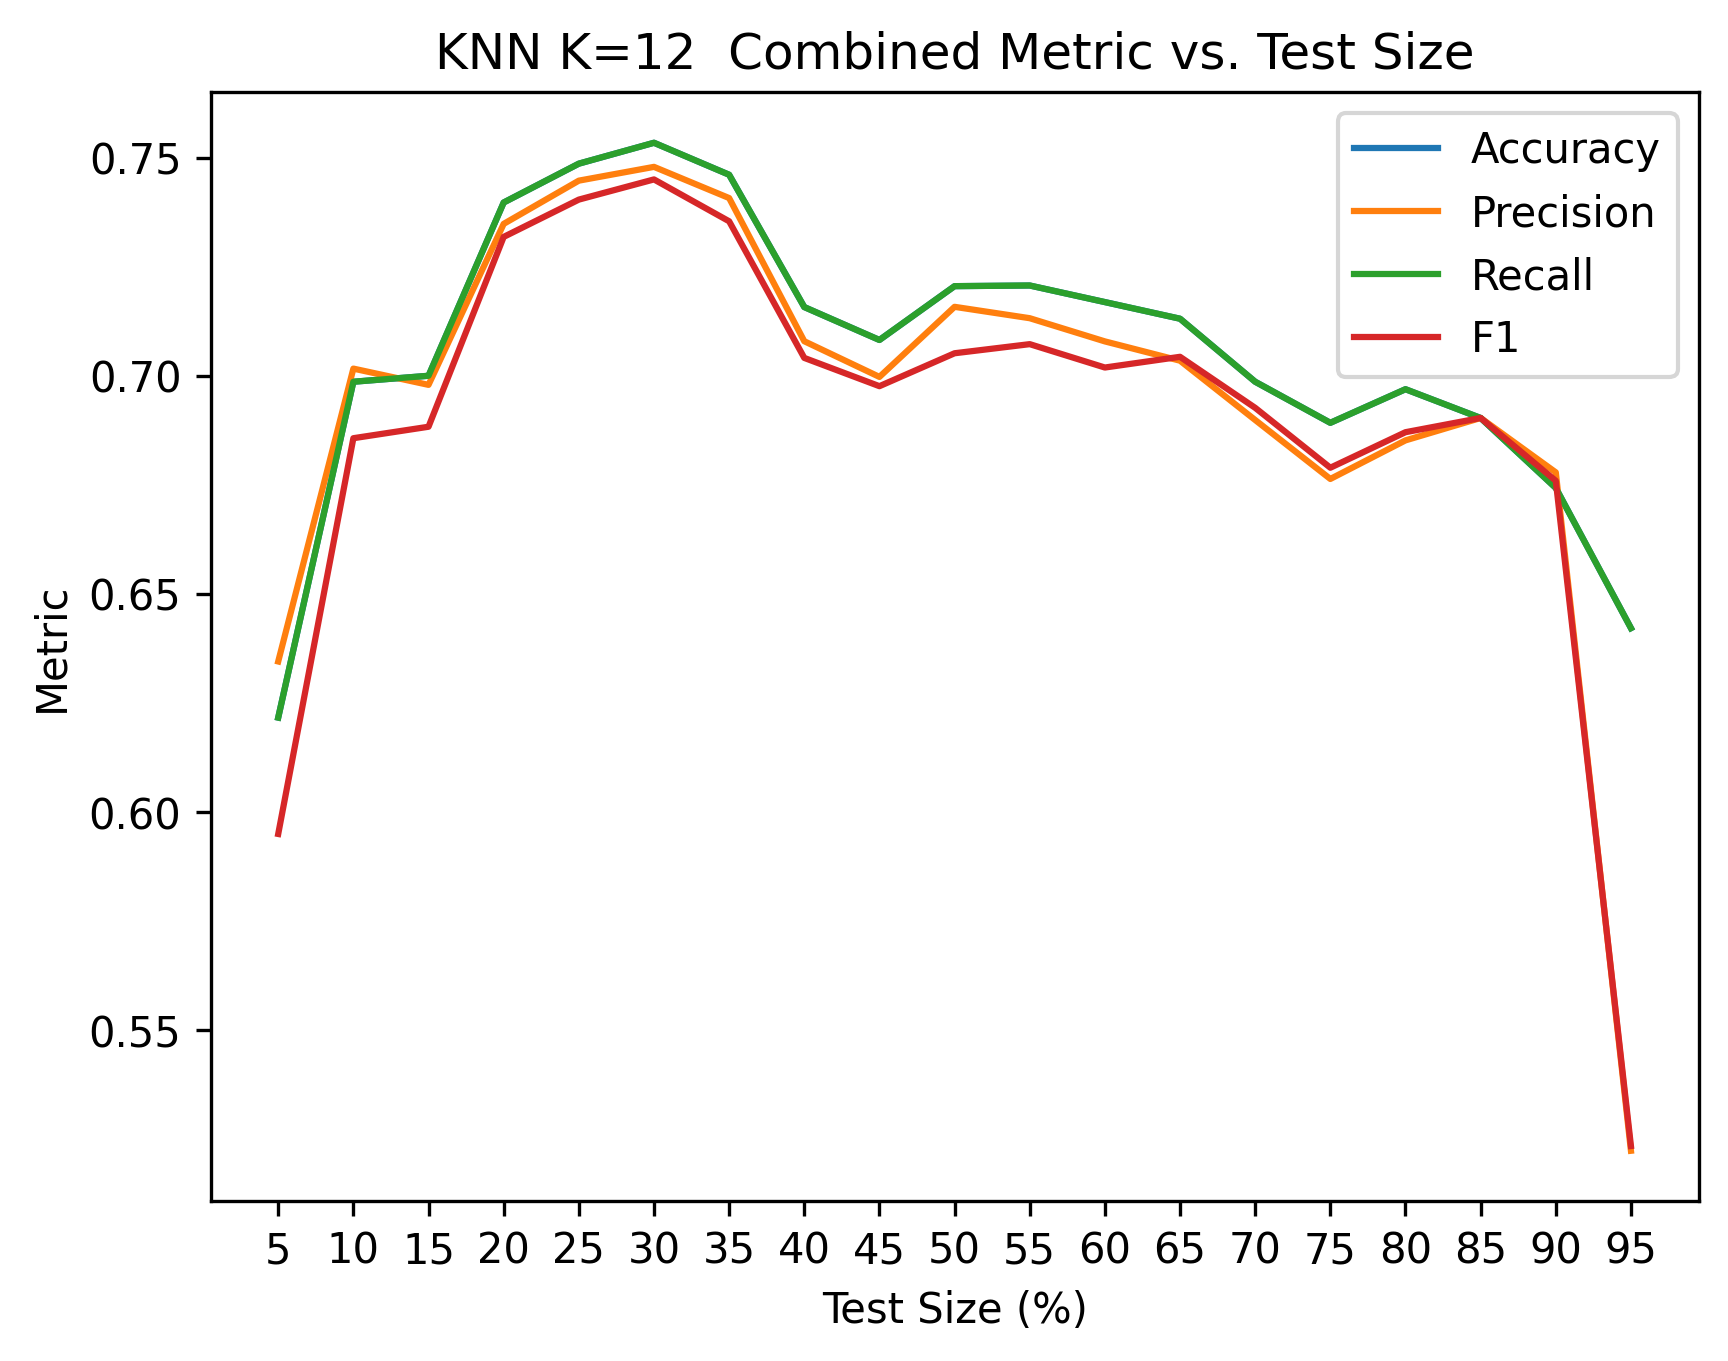 KNN K=12  Combined Metric vs. Test Size
Accuracy
Precision
Recall
F1
Metric
0.75
0.70
0.65
0.60
0.55
5 10 15 20 25 30 35 40 45 50 55 60 65 70 75 80 85 90 95
Test Size (%)